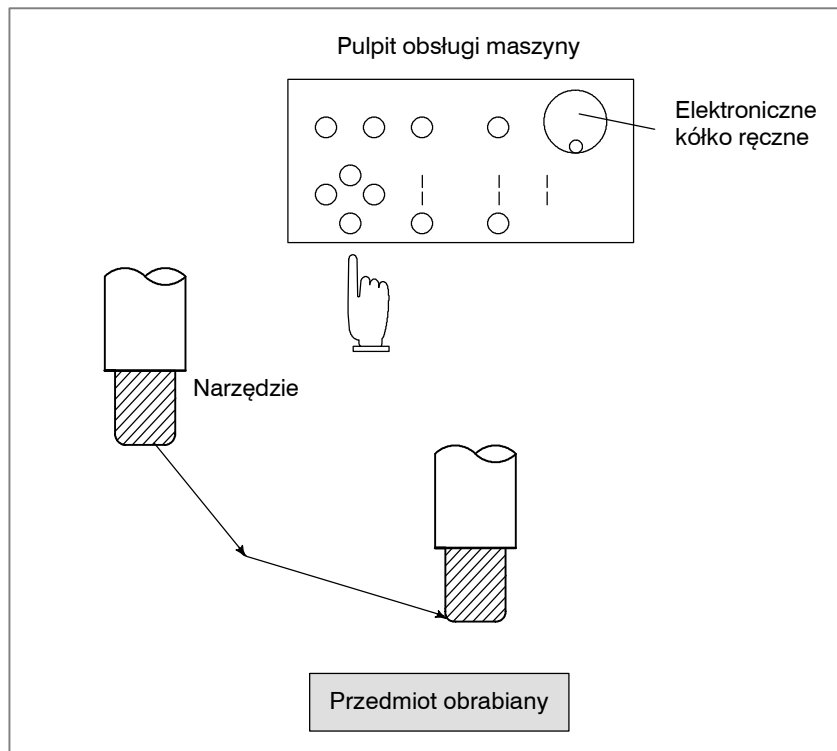 Pulpit obsługi maszyny
Elektroniczne
kółko ręczne
Narzędzie
Przedmiot obrabiany